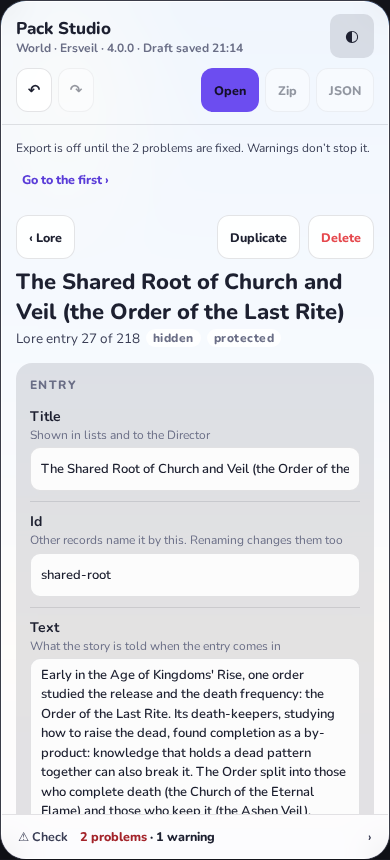 Pack Studio
World · Ersveil · 4.0.0 · Draft saved 21:14
Open
Zip
JSON
Export is off until the 2 problems are fixed. Warnings don't stop it.
Go to the first ›
‹ Lore
Duplicate
Delete
The Shared Root of Church and
Veil (the Order of the Last Rite)
Lore entry 27 of 218 hidden protected
ENTRY
Title
Shown in lists and to the Director
The Shared Root of Church and Veil (the Order of the
Id
Other records name it by this. Renaming changes them too
shared-root
Text
What the story is told when the entry comes in
Early in the Age of Kingdoms' Rise, one order
studied the release and the death frequency: the
Order of the Last Rite. Its death-keepers, studying
how to raise the dead, found completion as a by-
product: knowledge that holds a dead pattern
together can also break it. The Order split into those
who complete death (the Church of the Eternal
Flame) and those who keep it (the Ashen Veil).
⚠ Check 2 problems · 1 warning ›